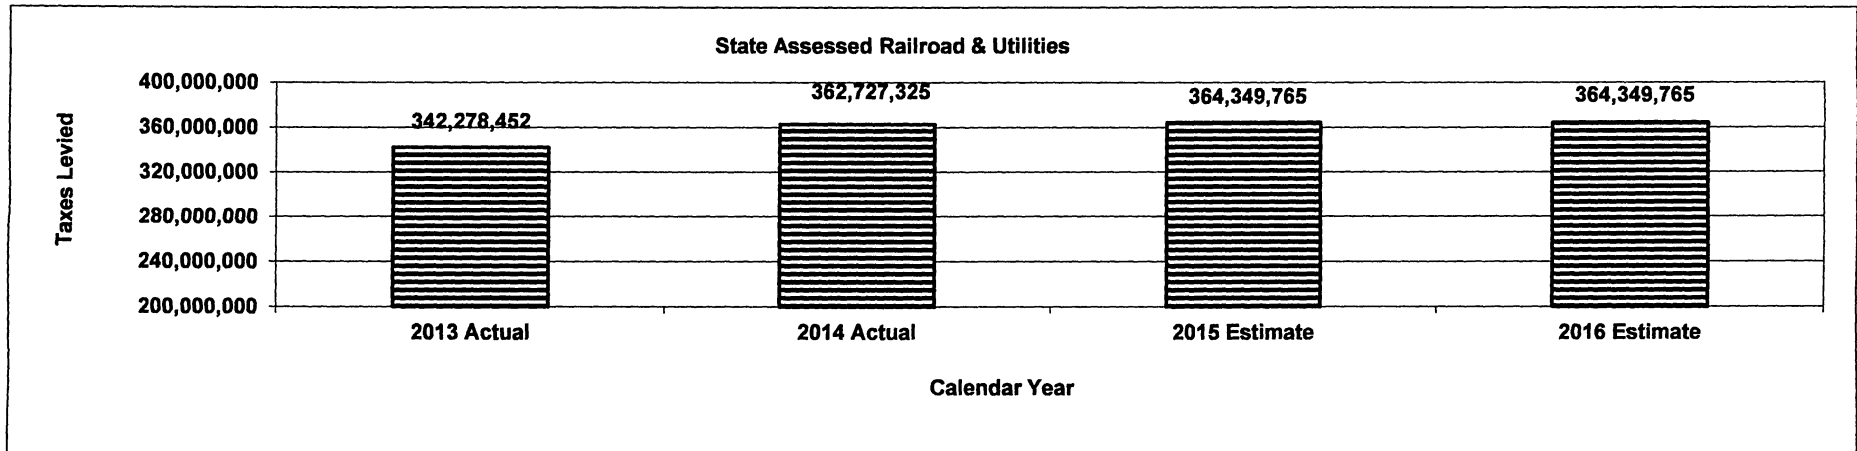 State Assessed Railroad & Utilities
Taxes Levied
400,000,000
360,000,000
320,000,000
280,000,000
240,000,000
200,000,000
342,278,452
362,727,325
364,349,765
364,349,765
2013 Actual
2014 Actual
2015 Estimate
2016 Estimate
Calendar Year